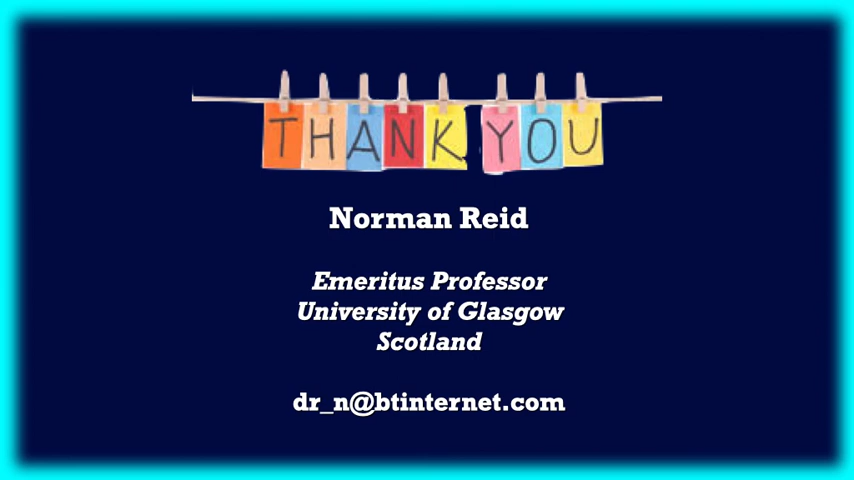 THANK YOU
Norman Reid
Emeritus Professor
University of Glasgow
Scotland
dr_n@btinternet.com